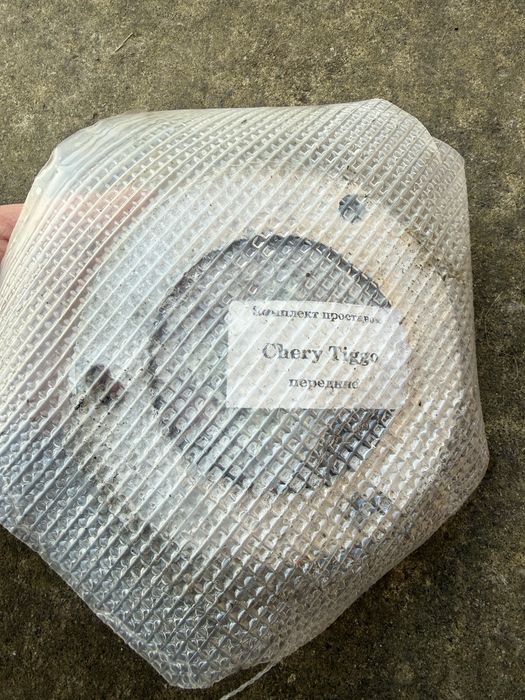 Комплект проставок
Chery Tiggo
передние